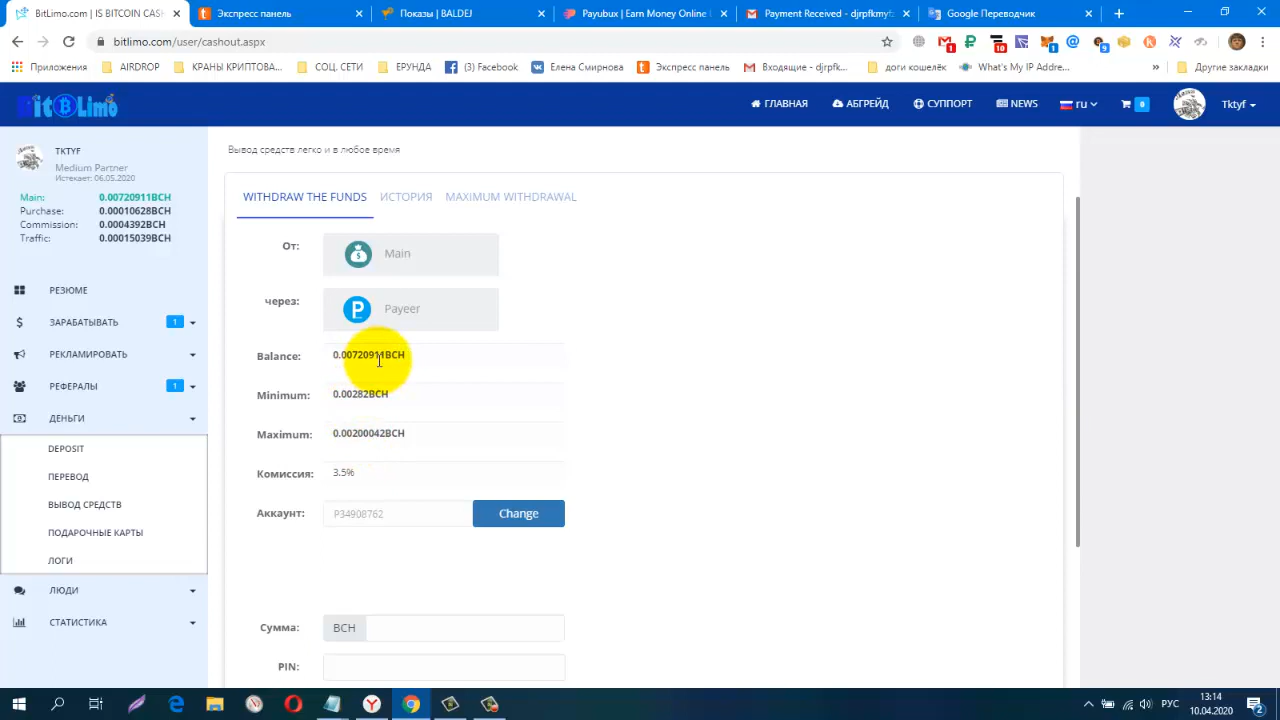 BitLimo.com | IS BITCOIN CASH
Экспресс панель
Показы | BALDEJ
Payubux | Earn Money Online
Payment Received - djrpfkmyf
Google Переводчик
bitlimo.com/user/cashout.aspx
Приложения
AIRDROP
КРАНЫ КРИПТОВА...
СОЦ. СЕТИ
ЕРУНДА
(3) Facebook
Елена Смирнова
Экспресс панель
Входящие - djrpfko...
доги кошелёк
What's My IP Addre...
»
Другие закладки
BitLimo
ГЛАВНАЯ
АБГРЕЙД
СУППОРТ
NEWS
ru
0
Tktyf
TKTYF
Medium Partner
Истекает: 06.05.2020
Main: 0.00720911BCH
Purchase: 0.00010628BCH
Commission: 0.0004392BCH
Traffic: 0.00015039BCH
РЕЗЮМЕ
ЗАРАБАТЫВАТЬ 1
РЕКЛАМИРОВАТЬ
РЕФЕРАЛЫ 1
ДЕНЬГИ
DEPOSIT
ПЕРЕВОД
ВЫВОД СРЕДСТВ
ПОДАРОЧНЫЕ КАРТЫ
ЛОГИ
ЛЮДИ
СТАТИСТИКА
Вывод средств легко и в любое время
WITHDRAW THE FUNDS
ИСТОРИЯ
MAXIMUM WITHDRAWAL
От: Main
через: Payeer
Balance: 0.00720911BCH
Minimum: 0.00282BCH
Maximum: 0.00200042BCH
Комиссия: 3.5%
Аккаунт: P34908762 Change
Сумма: BCH
PIN:
РУС
13:14
10.04.2020
2